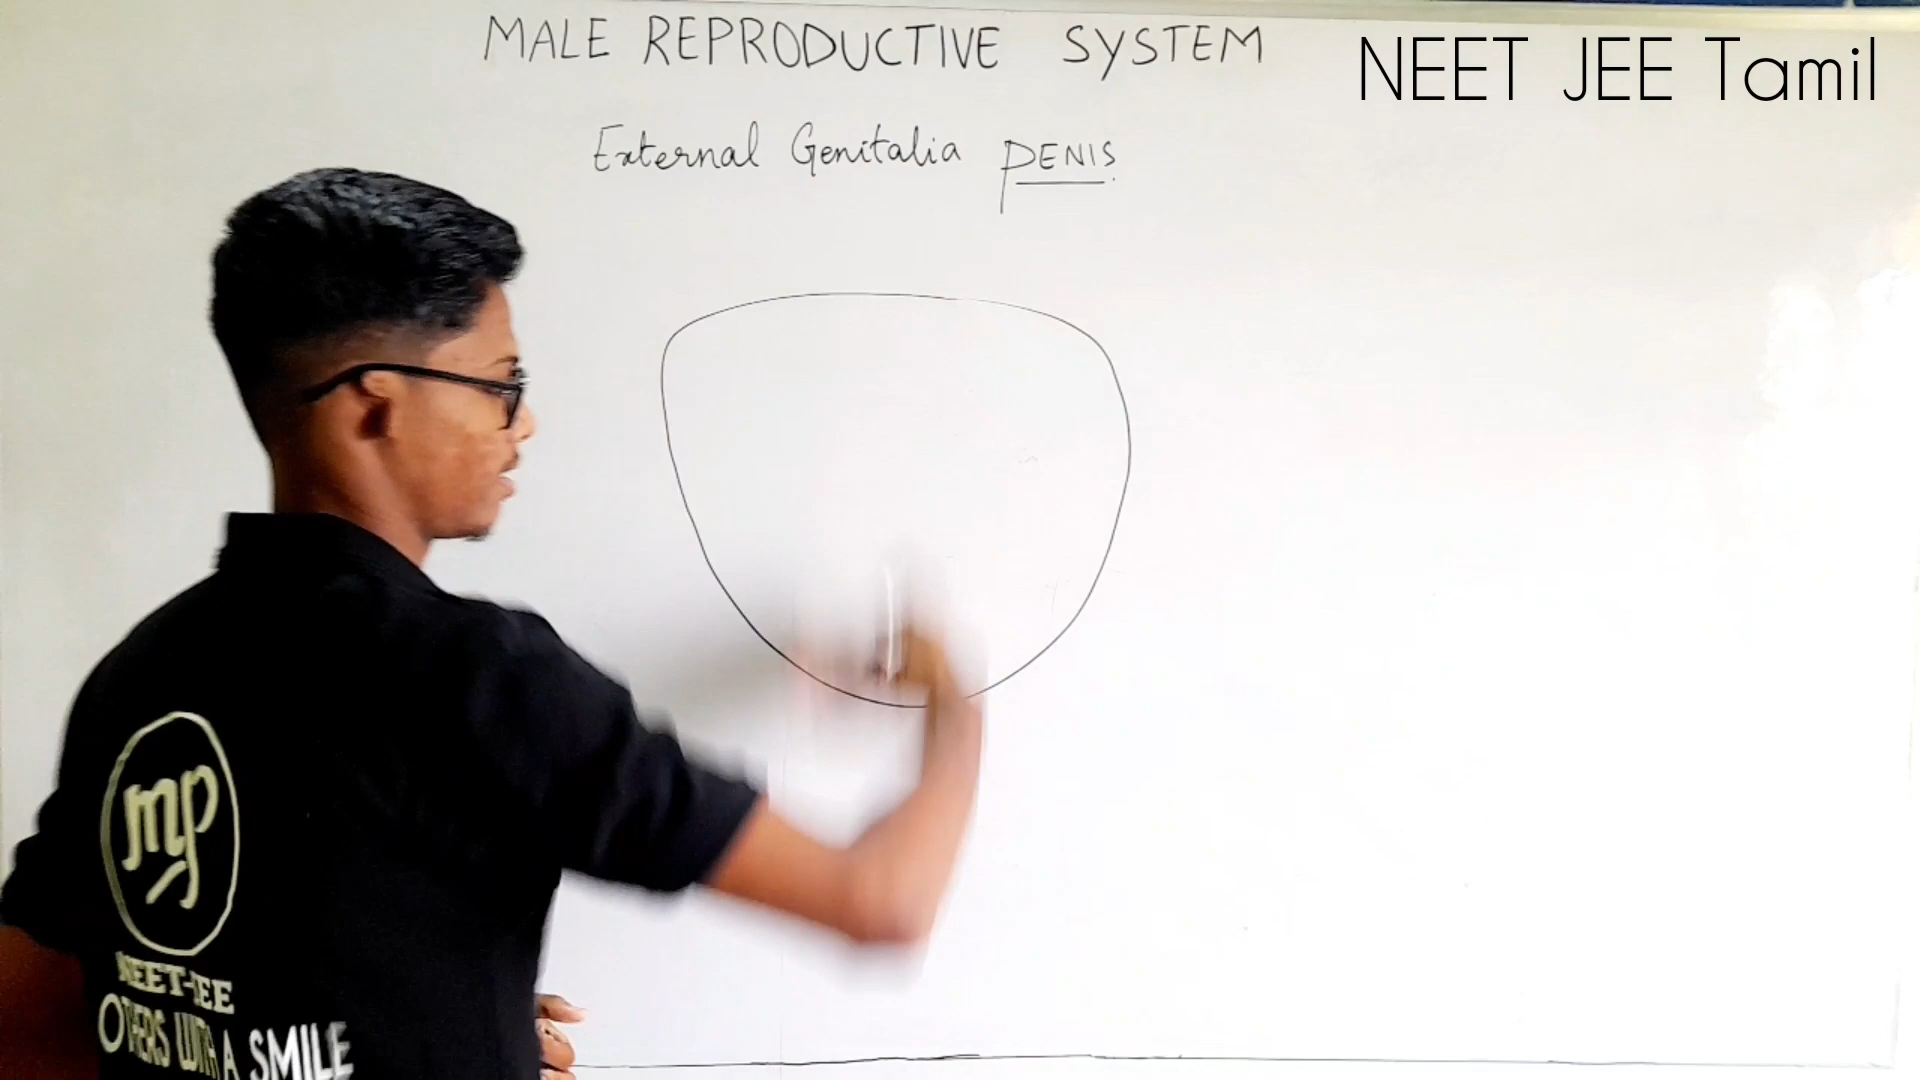 MALE REPRODUCTIVE SYSTEM
NEET JEE Tamil
External Genitalia PENIS.
mp
NEET-JEE
OTHERS WITH A SMILE